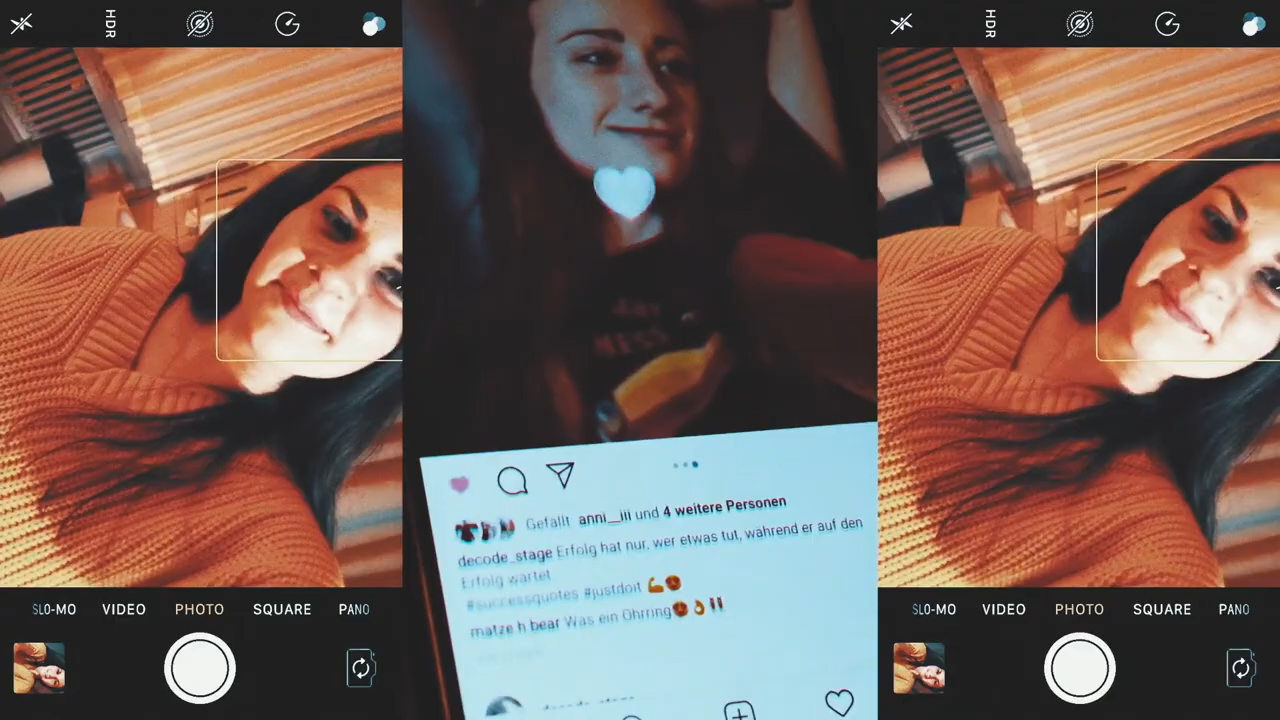 HDR
SLO-MO VIDEO PHOTO SQUARE PANO
Gefällt anni__iii und 4 weitere Personen
decode_stage Erfolg hat nur, wer etwas tut, während er auf den
Erfolg wartet
#successquotes #justdoit 💪
matze h bear Was ein Ohrring 👌
HDR
SLO-MO VIDEO PHOTO SQUARE PANO